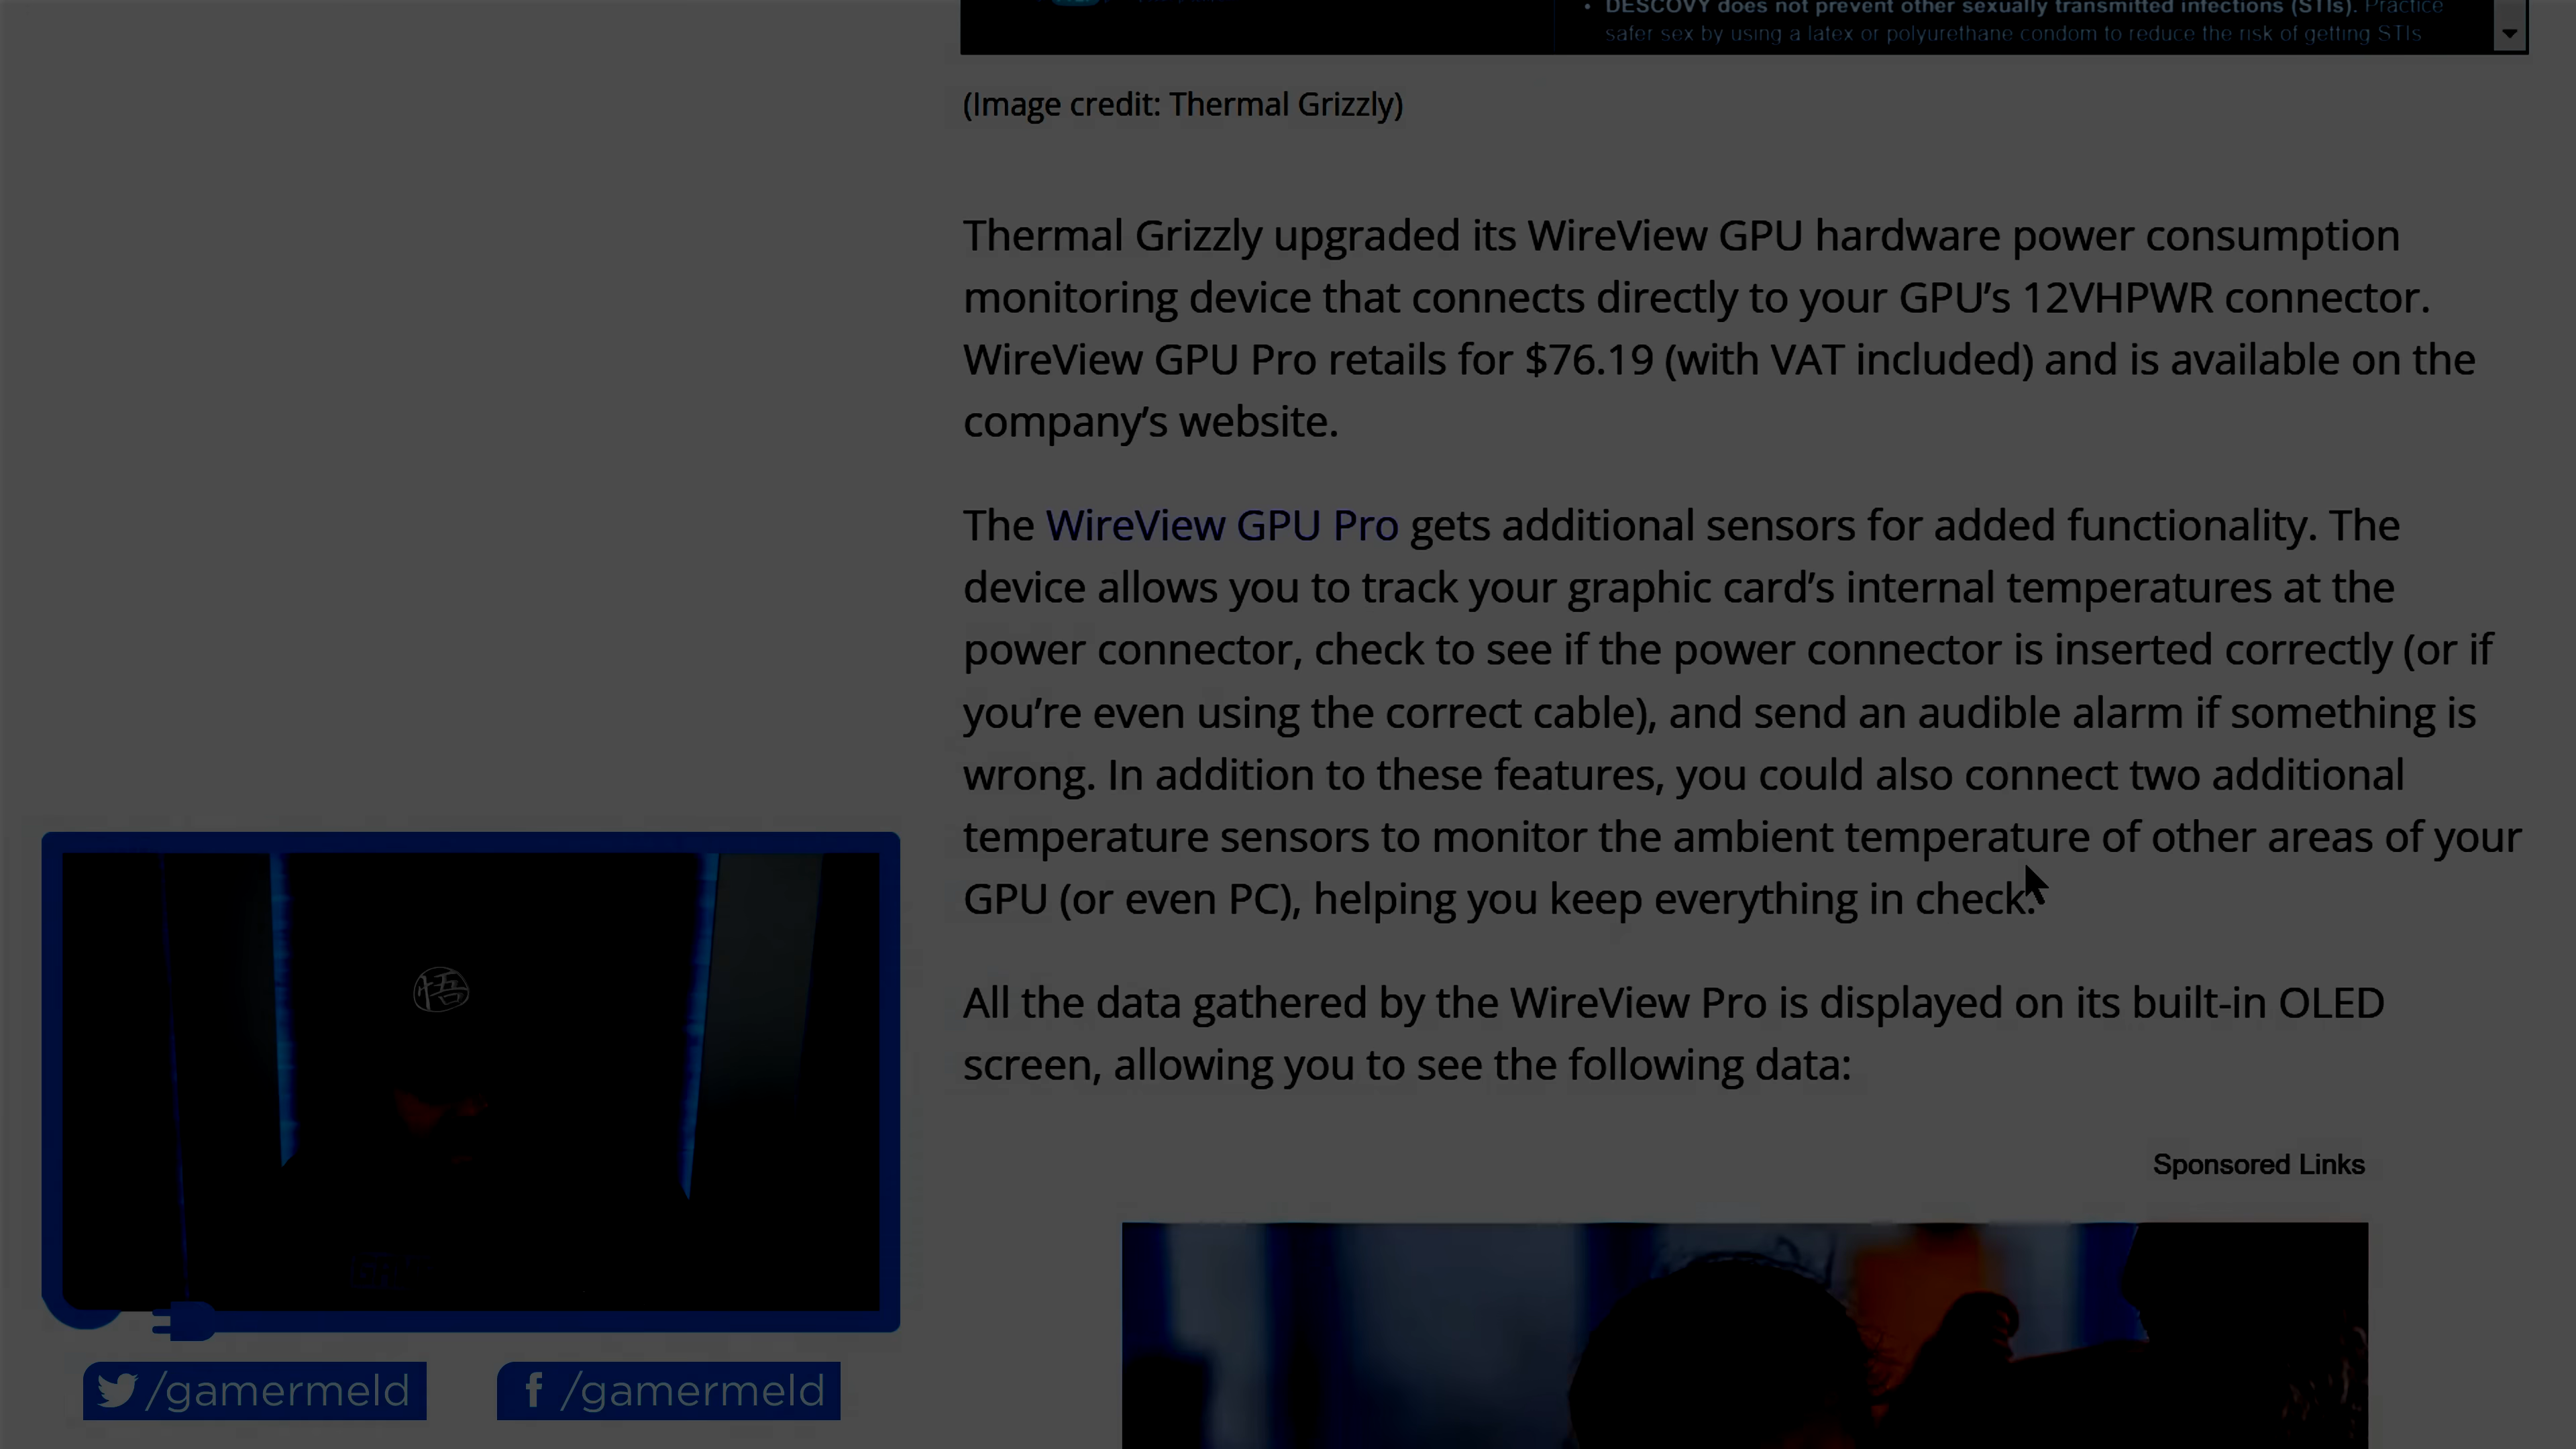 DESCOVY does not prevent other sexually transmitted infections (STIs). Practice
safer sex by using a latex or polyurethane condom to reduce the risk of getting STIs
(Image credit: Thermal Grizzly)
Thermal Grizzly upgraded its WireView GPU hardware power consumption
monitoring device that connects directly to your GPU’s 12VHPWR connector.
WireView GPU Pro retails for $76.19 (with VAT included) and is available on the
company’s website.
The WireView GPU Pro gets additional sensors for added functionality. The
device allows you to track your graphic card’s internal temperatures at the
power connector, check to see if the power connector is inserted correctly (or if
you’re even using the correct cable), and send an audible alarm if something is
wrong. In addition to these features, you could also connect two additional
temperature sensors to monitor the ambient temperature of other areas of your
GPU (or even PC), helping you keep everything in check.
All the data gathered by the WireView Pro is displayed on its built-in OLED
screen, allowing you to see the following data:
Sponsored Links
悟
/gamermeld
/gamermeld